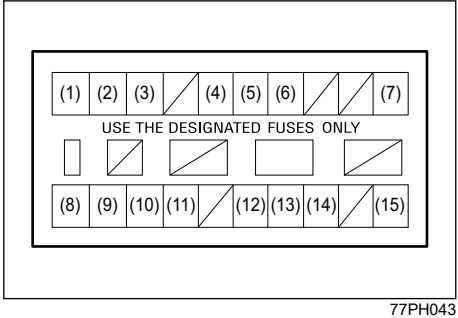 (1) (2) (3) (4) (5) (6) (7)
USE THE DESIGNATED FUSES ONLY
(8) (9) (10) (11) (12) (13) (14) (15)
77PH043